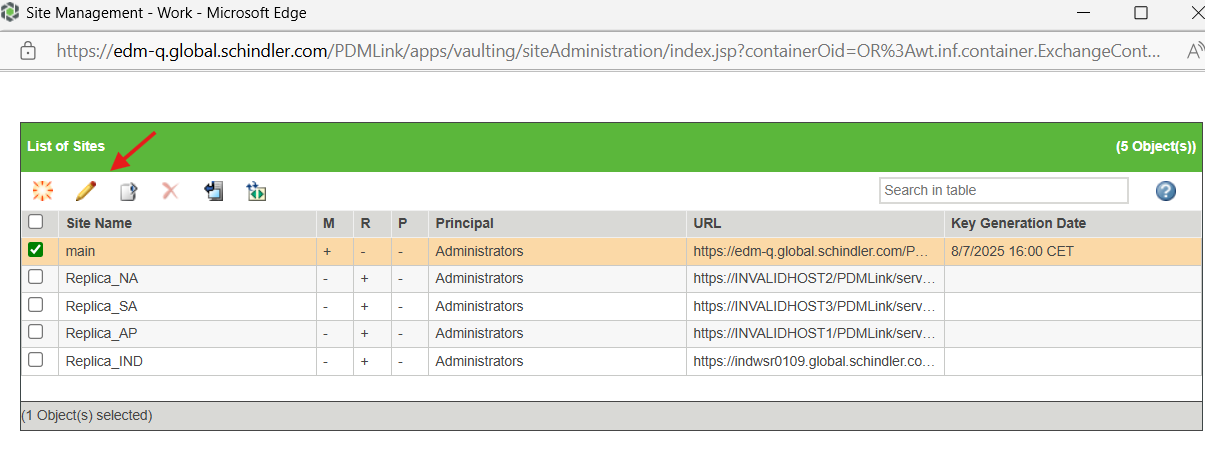 Site Management - Work - Microsoft Edge
https://edm-q.global.schindler.com/PDMLink/apps/vaulting/siteAdministration/index.jsp?containerOid=OR%3Awt.inf.container.ExchangeCont...
List of Sites (5 Object(s))
Search in table
Site Name M R P Principal URL Key Generation Date
main + - - Administrators https://edm-q.global.schindler.com/P... 8/7/2025 16:00 CET
Replica_NA - + - Administrators https://INVALIDHOST2/PDMLink/serv...
Replica_SA - + - Administrators https://INVALIDHOST3/PDMLink/serv...
Replica_AP - + - Administrators https://INVALIDHOST1/PDMLink/serv...
Replica_IND - + - Administrators https://indwsr0109.global.schindler.co...
(1 Object(s) selected)